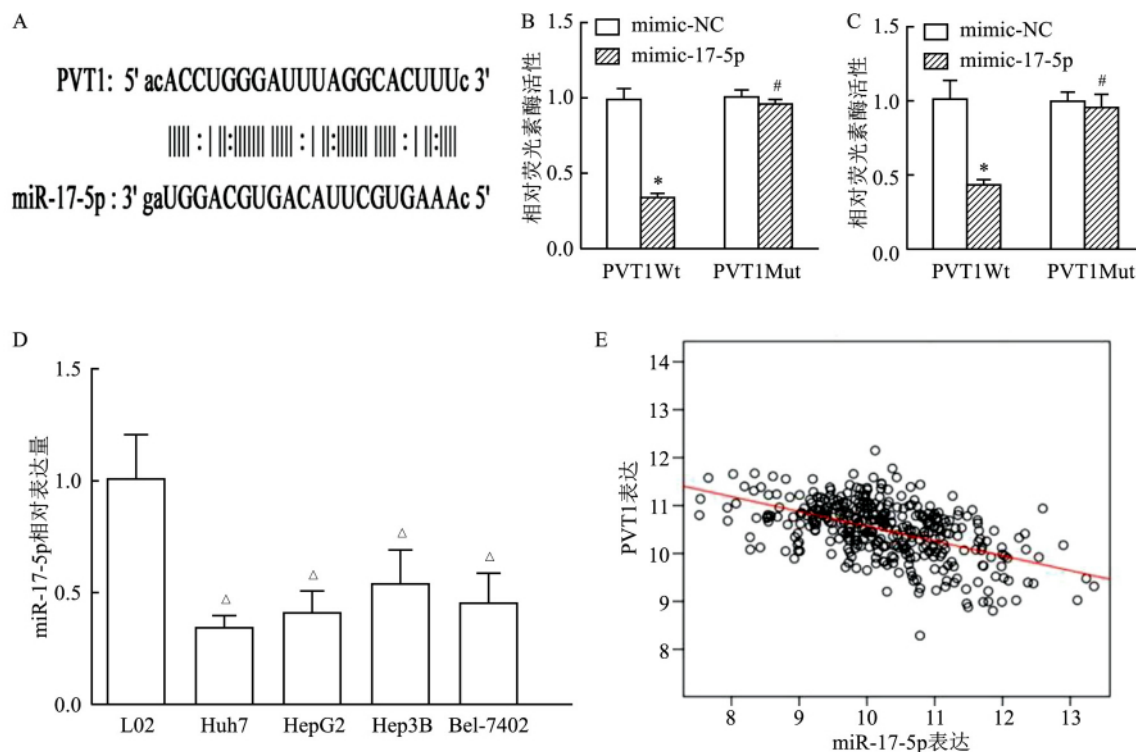 A
PVT1: 5' acACCUGGGAUUUAGGCACUUUc 3'
miR-17-5p : 3' gaUGGACGUGACAUUCGUGAAAc 5'
B
mimic-NC
mimic-17-5p
相对荧光素酶活性
1.5
1.0
0.5
0.0
*
#
PVT1Wt PVT1Mut
C
mimic-NC
mimic-17-5p
相对荧光素酶活性
1.5
1.0
0.5
0.0
*
#
PVT1Wt PVT1Mut
D
miR-17-5p相对表达量
1.5
1.0
0.5
0.0
△ △ △ △
L02 Huh7 HepG2 Hep3B Bel-7402
E
PVT1表达
14
13
12
11
10
9
8
8 9 10 11 12 13
miR-17-5p表达